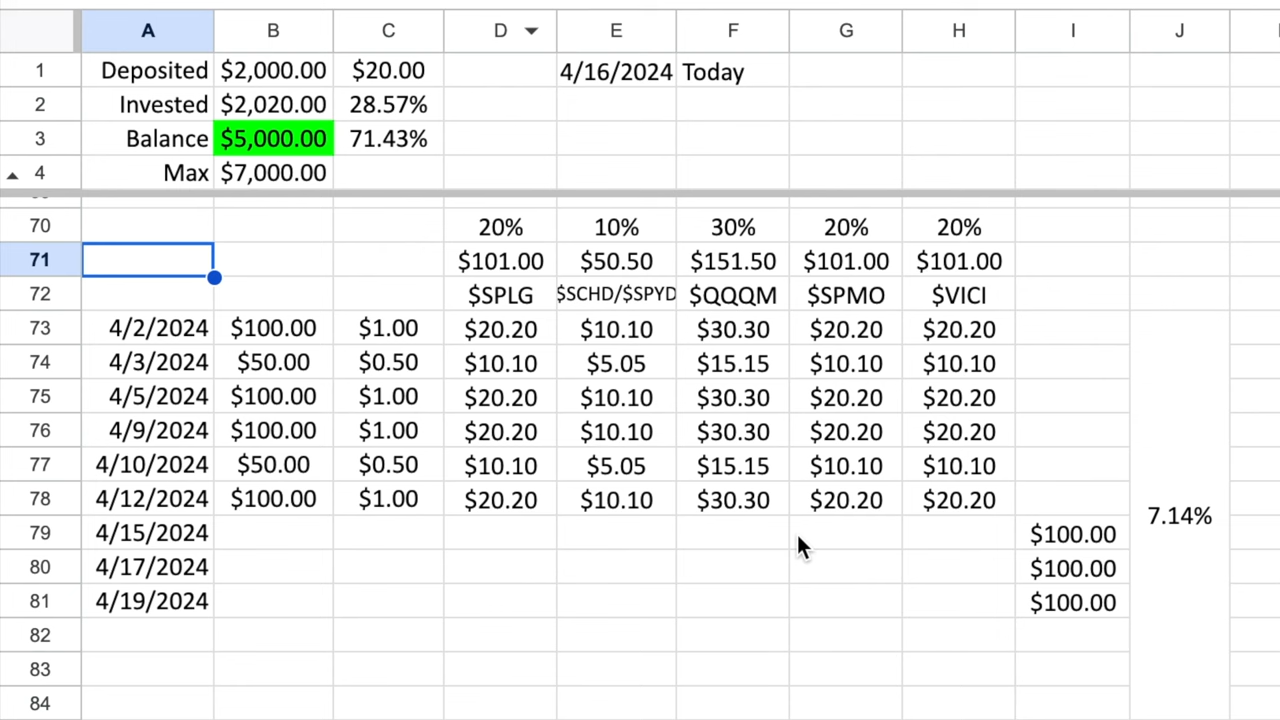 A B C D E F G H I J
1 Deposited $2,000.00 $20.00 4/16/2024 Today
2 Invested $2,020.00 28.57%
3 Balance $5,000.00 71.43%
4 Max $7,000.00
70 20% 10% 30% 20% 20%
71 $101.00 $50.50 $151.50 $101.00 $101.00
72 $SPLG $SCHD/$SPYD $QQQM $SPMO $VICI
73 4/2/2024 $100.00 $1.00 $20.20 $10.10 $30.30 $20.20 $20.20
74 4/3/2024 $50.00 $0.50 $10.10 $5.05 $15.15 $10.10 $10.10
75 4/5/2024 $100.00 $1.00 $20.20 $10.10 $30.30 $20.20 $20.20
76 4/9/2024 $100.00 $1.00 $20.20 $10.10 $30.30 $20.20 $20.20
77 4/10/2024 $50.00 $0.50 $10.10 $5.05 $15.15 $10.10 $10.10
78 4/12/2024 $100.00 $1.00 $20.20 $10.10 $30.30 $20.20 $20.20
7.14%
79 4/15/2024 $100.00
80 4/17/2024 $100.00
81 4/19/2024 $100.00
82
83
84